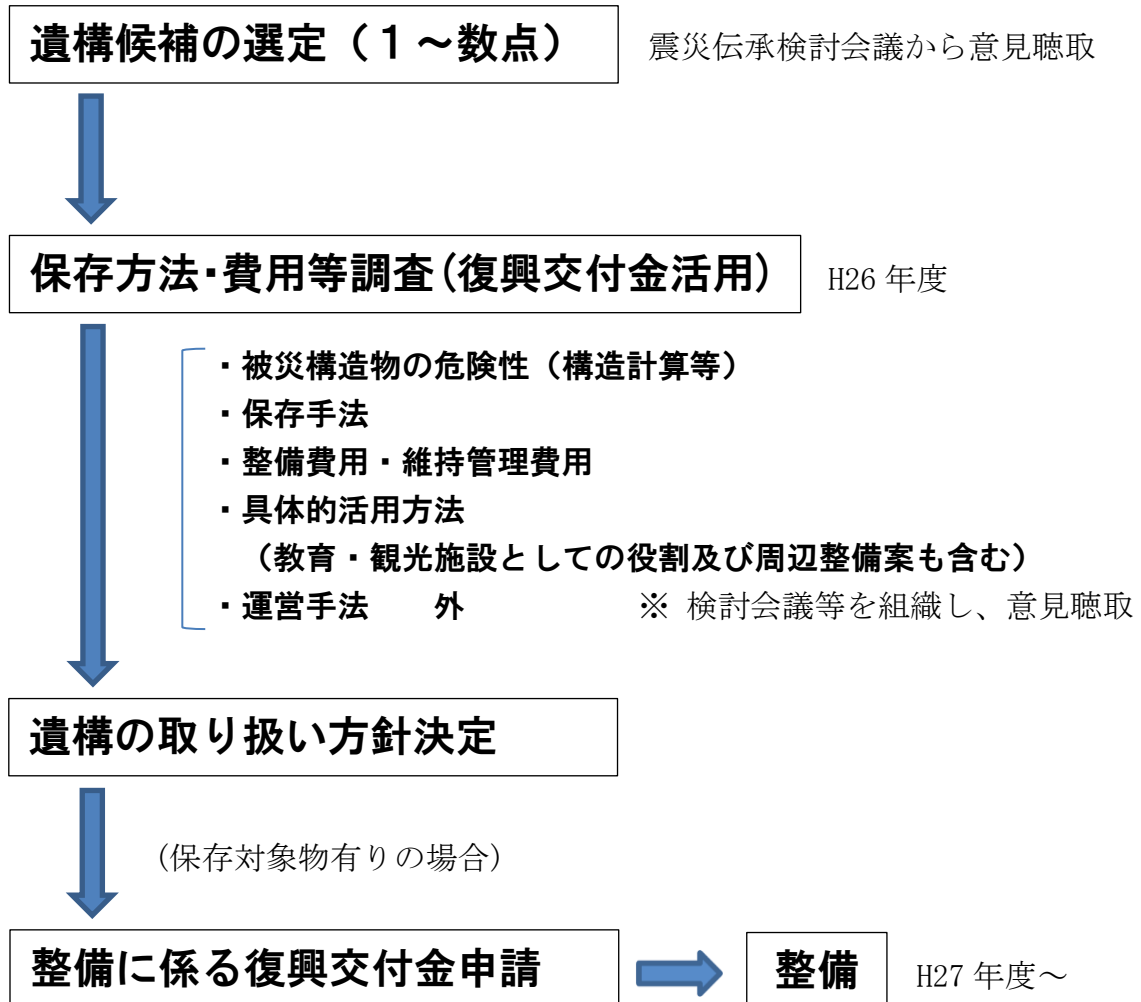 遺構候補の選定（１～数点） 震災伝承検討会議から意見聴取
保存方法・費用等調査(復興交付金活用) H26 年度
・被災構造物の危険性（構造計算等）
・保存手法
・整備費用・維持管理費用
・具体的活用方法
（教育・観光施設としての役割及び周辺整備案も含む）
・運営手法　外 ※ 検討会議等を組織し、意見聴取
遺構の取り扱い方針決定
(保存対象物有りの場合)
整備に係る復興交付金申請 整備 H27 年度～